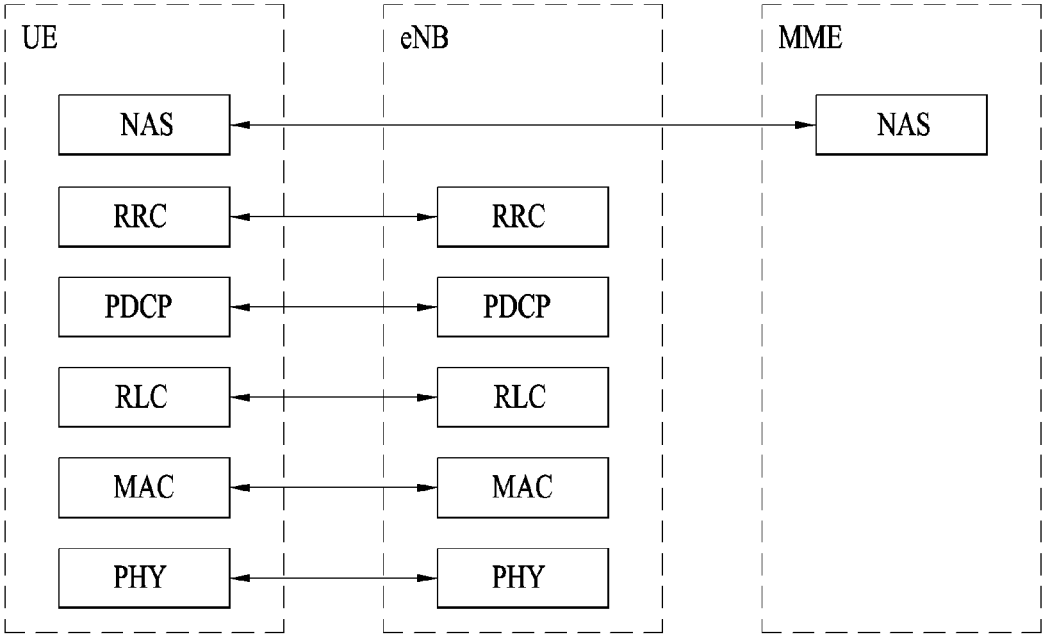 UE eNB MME
NAS NAS
RRC RRC
PDCP PDCP
RLC RLC
MAC MAC
PHY PHY